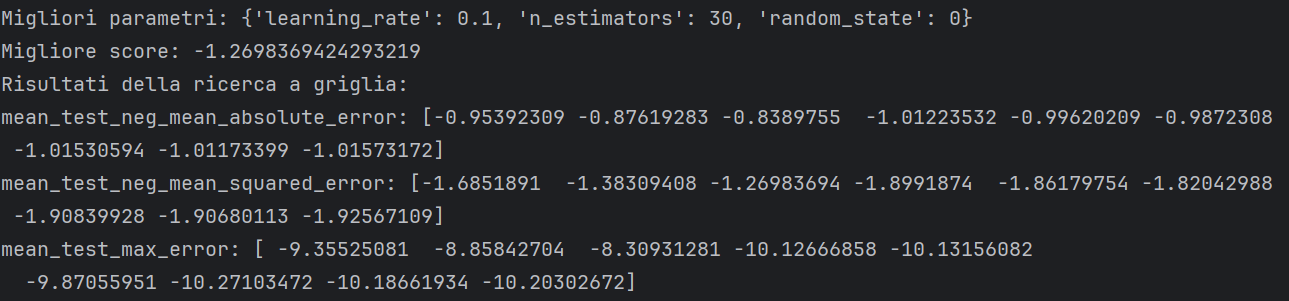 Migliori parametri: {'learning_rate': 0.1, 'n_estimators': 30, 'random_state': 0}
Migliore score: -1.2698369424293219
Risultati della ricerca a griglia:
mean_test_neg_mean_absolute_error: [-0.95392309 -0.87619283 -0.8389755  -1.01223532 -0.99620209 -0.9872308
 -1.01530594 -1.01173399 -1.01573172]
mean_test_neg_mean_squared_error: [-1.6851891  -1.38309408 -1.26983694 -1.8991874  -1.86179754 -1.82042988
 -1.90839928 -1.90680113 -1.92567109]
mean_test_max_error: [ -9.35525081  -8.85842704  -8.30931281 -10.12666858 -10.13156082
  -9.87055951 -10.27103472 -10.18661934 -10.20302672]